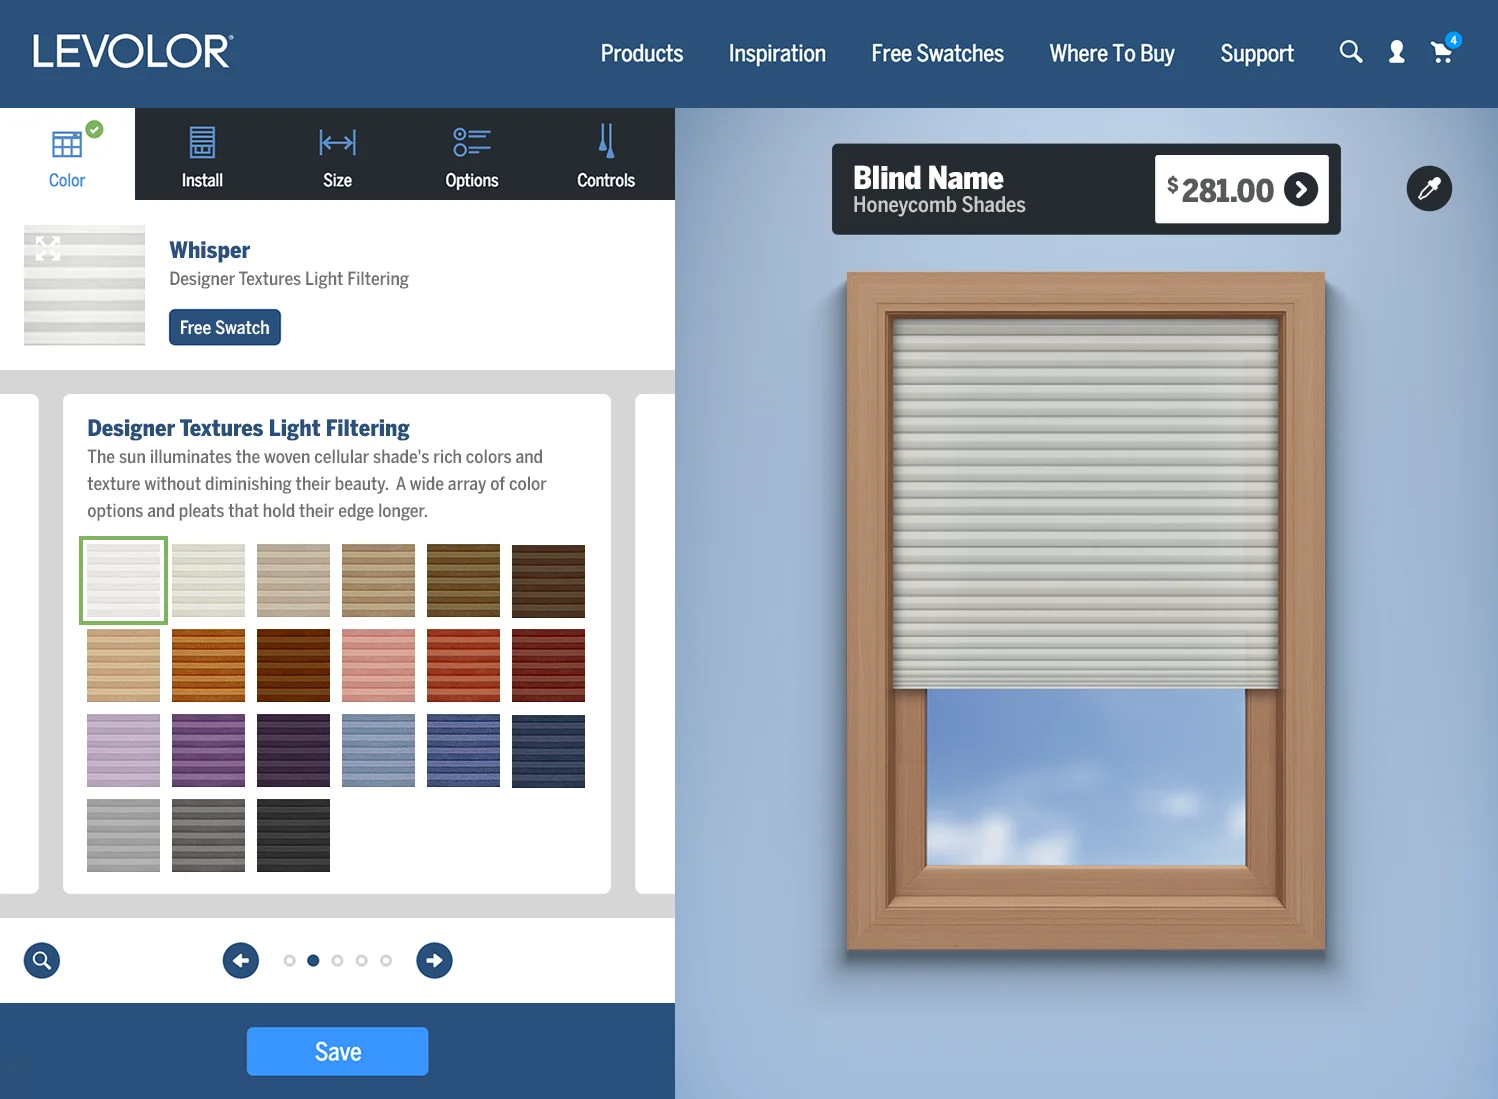 LEVOLOR®
Products
Inspiration
Free Swatches
Where To Buy
Support
4
Color
Install
Size
Options
Controls
Whisper
Designer Textures Light Filtering
Free Swatch
Designer Textures Light Filtering
The sun illuminates the woven cellular shade's rich colors and
texture without diminishing their beauty.  A wide array of color
options and pleats that hold their edge longer.
Save
Blind Name
Honeycomb Shades
$281.00